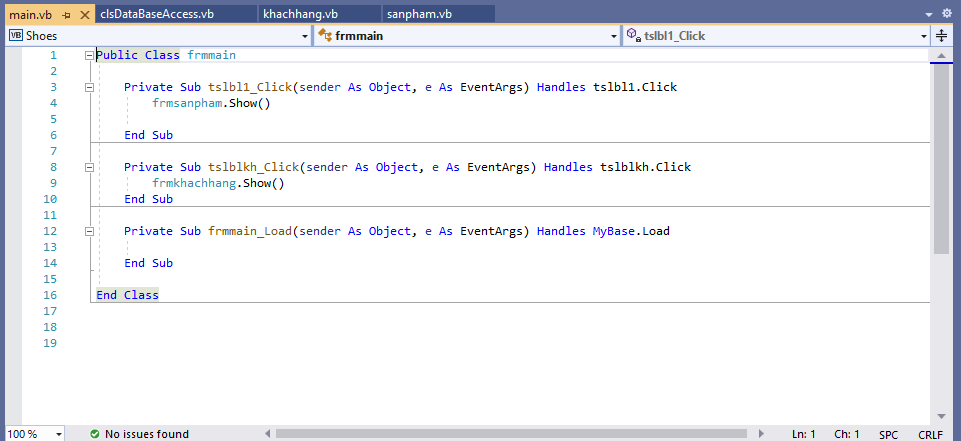 main.vb clsDataBaseAccess.vb khachhang.vb sanpham.vb
VB Shoes frmmain tslbl1_Click
1 Public Class frmmain
2
3 Private Sub tslbl1_Click(sender As Object, e As EventArgs) Handles tslbl1.Click
4 frmsanpham.Show()
5
6 End Sub
7
8 Private Sub tslblkh_Click(sender As Object, e As EventArgs) Handles tslblkh.Click
9 frmkhachhang.Show()
10 End Sub
11
12 Private Sub frmmain_Load(sender As Object, e As EventArgs) Handles MyBase.Load
13
14 End Sub
15
16 End Class
17
18
19
100 % No issues found Ln: 1 Ch: 1 SPC CRLF